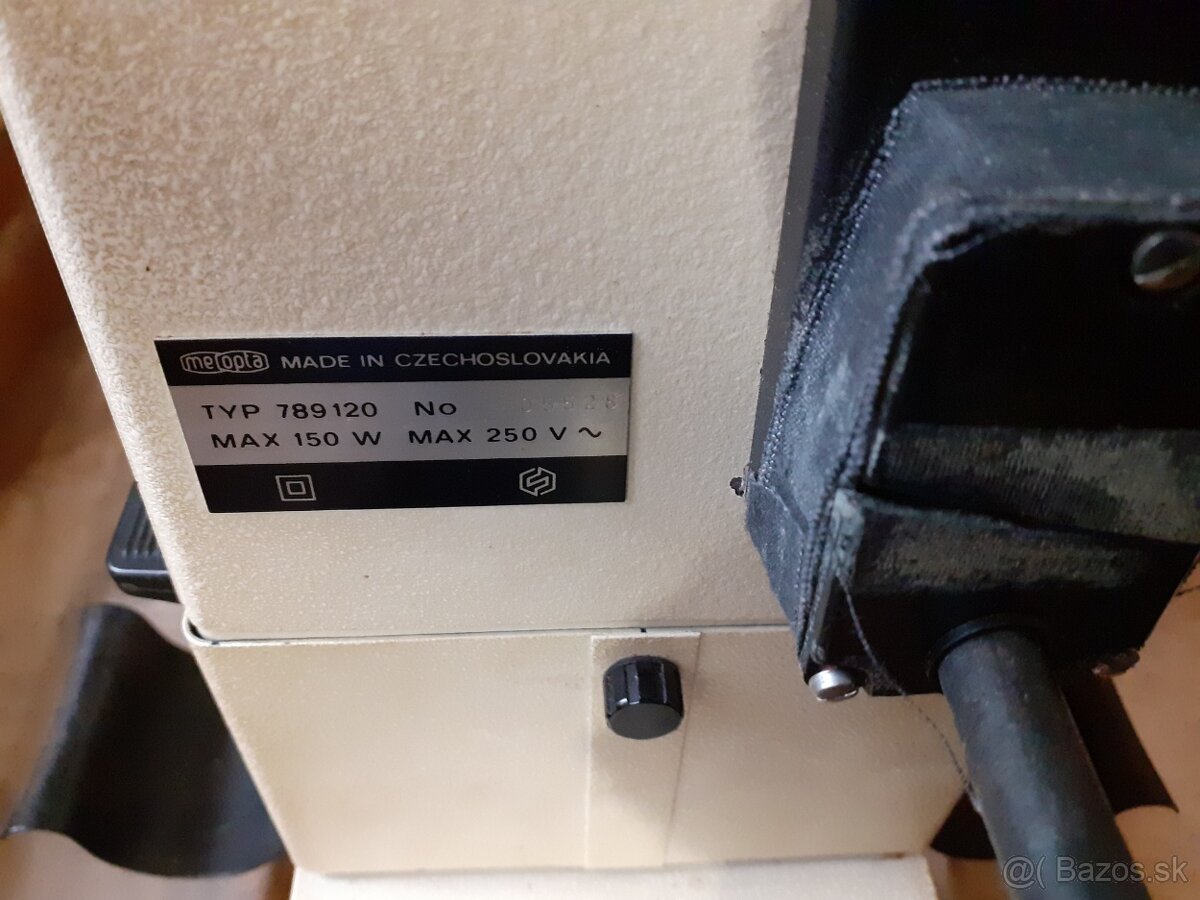 meopta MADE IN CZECHOSLOVAKIA
TYP 789120 No
MAX 150 W MAX 250 V ~
@( Bazos.sk